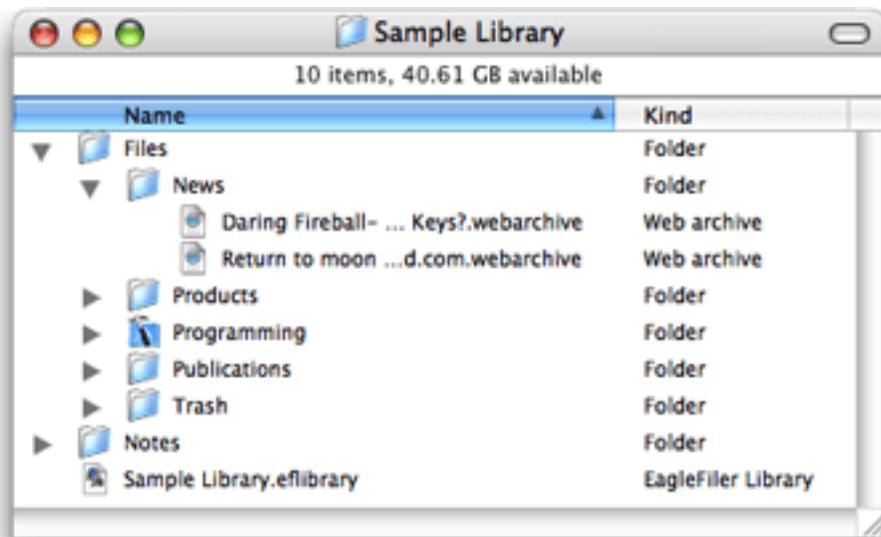 Sample Library
10 items, 40.61 GB available
Name Kind
Files Folder
News Folder
Daring Fireball- ... Keys?.webarchive Web archive
Return to moon ...d.com.webarchive Web archive
Products Folder
Programming Folder
Publications Folder
Trash Folder
Notes Folder
Sample Library.eflibrary EagleFiler Library